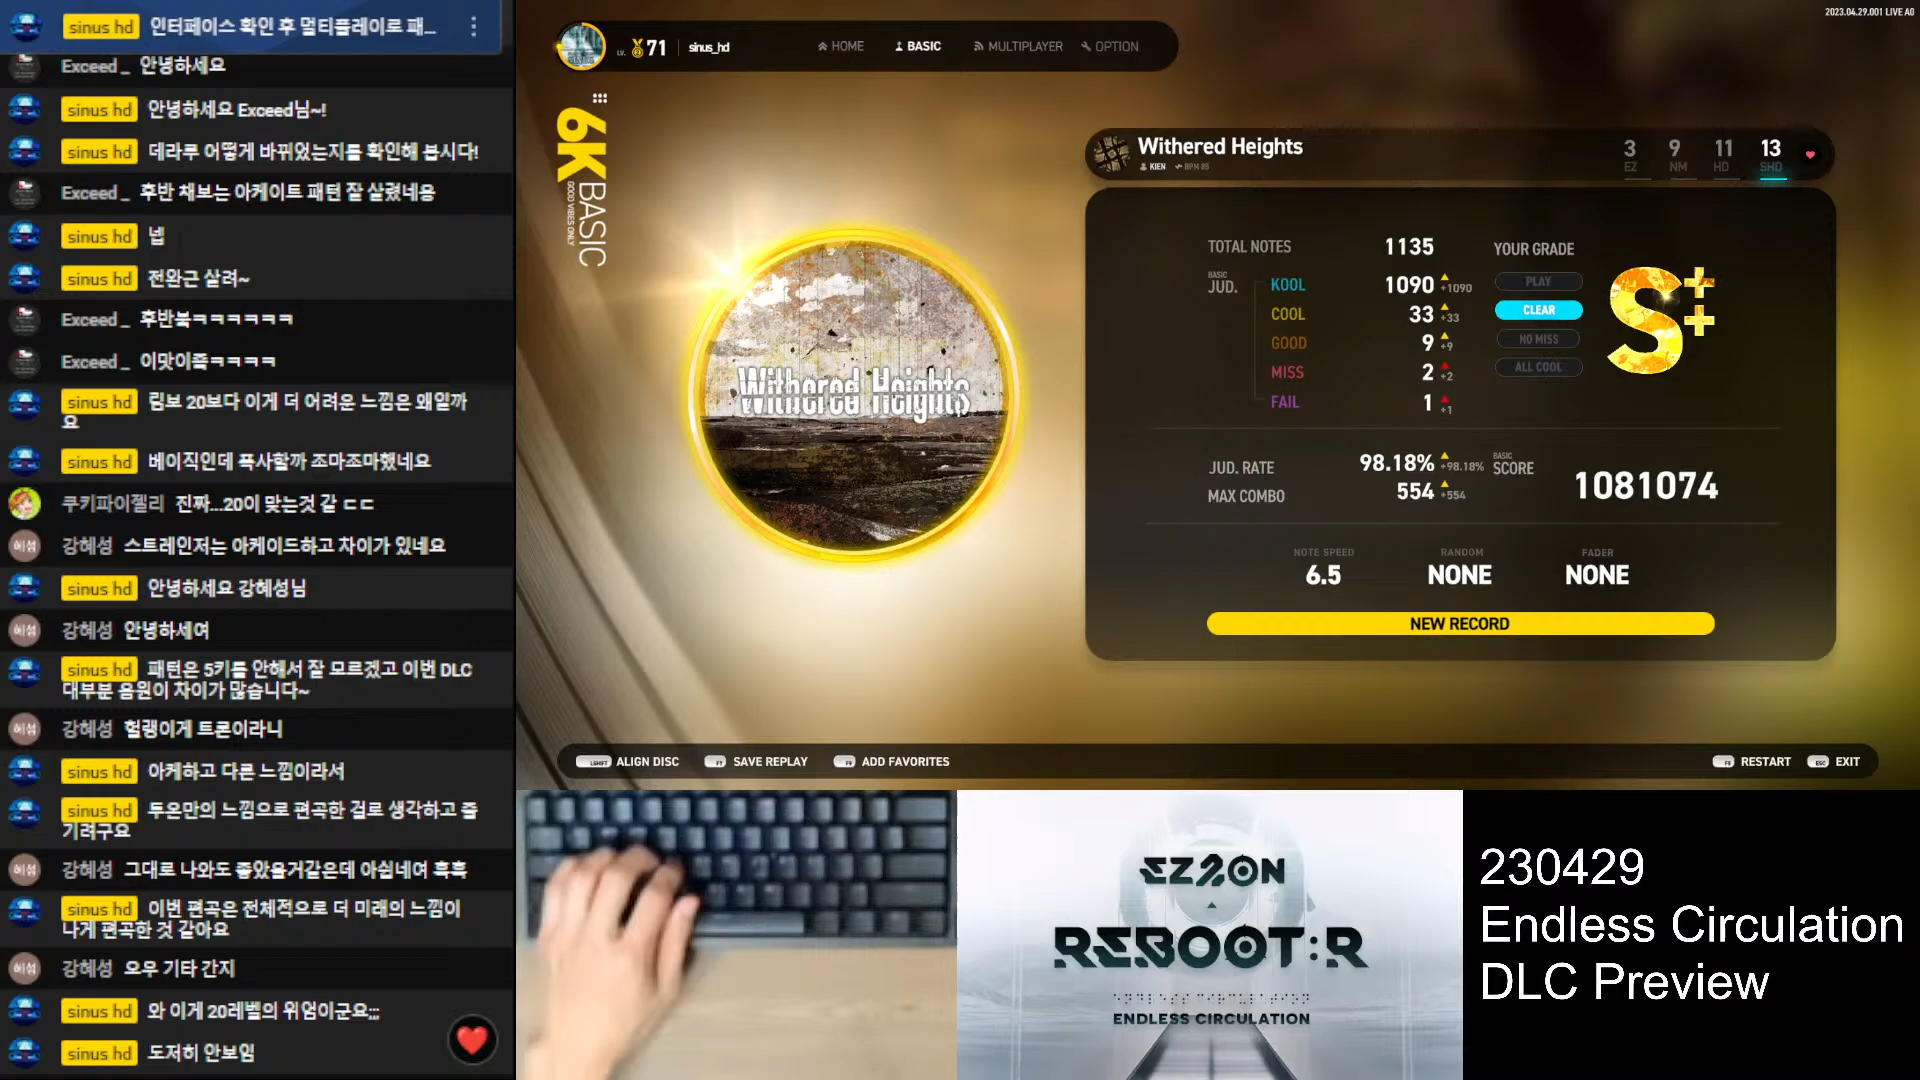 sinus hd 인터페이스 확인 후 멀티플레이로 패...
Exceed_ 안녕하세요
sinus hd 안녕하세요 Exceed님~!
sinus hd 데라루 어떻게 바뀌었는지를 확인해 봅시다!
Exceed_ 후반 채보는 아케이트 패턴 잘 살렸네용
sinus hd 넵
sinus hd 전완근 살려~
Exceed_ 후반붘ㅋㅋㅋㅋㅋㅋ
Exceed_ 이맛이죸ㅋㅋㅋㅋ
sinus hd 림보 20보다 이게 더 어려운 느낌은 왜일까
요
sinus hd 베이직인데 폭사할까 조마조마했네요
쿠키파이젤리 진짜...20이 맞는것 같 ㄷㄷ
강혜성 스트레인저는 아케이드하고 차이가 있네요
sinus hd 안녕하세요 강혜성님
강혜성 안녕하세여
sinus hd 패턴은 5키를 안해서 잘 모르겠고 이번 DLC
대부분 음원이 차이가 많습니다~
강혜성 헐랭이게 트론이라니
sinus hd 아케하고 다른 느낌이라서
sinus hd 투온만의 느낌으로 편곡한 걸로 생각하고 즐
기려구요
강혜성 그대로 나와도 좋았을거같은데 아쉽네여 흑흑
sinus hd 이번 편곡은 전체적으로 더 미래의 느낌이
나게 편곡한 것 같아요
강혜성 오우 기타 간지
sinus hd 와 이게 20레벨의 위엄이군요;;;
sinus hd 도저히 안보임
2023.04.29.001 LIVE A0
LV. 71 sinus_hd HOME BASIC MULTIPLAYER OPTION
6K BASIC
GOOD VIBES ONLY
Withered Heights
KIEN BPM 85
3 9 11 13
EZ NM HD SHD
Withered Heights
TOTAL NOTES 1135
BASIC JUD.
KOOL 1090 +1090
COOL 33 +33
GOOD 9 +9
MISS 2 +2
FAIL 1 +1
YOUR GRADE
PLAY
CLEAR
NO MISS
ALL COOL
S++
JUD. RATE 98.18% +98.18%
MAX COMBO 554 +554
BASIC SCORE 1081074
NOTE SPEED RANDOM FADER
6.5 NONE NONE
NEW RECORD
LSHIFT ALIGN DISC SAVE REPLAY ADD FAVORITES RESTART ESC EXIT
EZ2ON
REBOOT:R
ENDLESS CIRCULATION
230429
Endless Circulation
DLC Preview